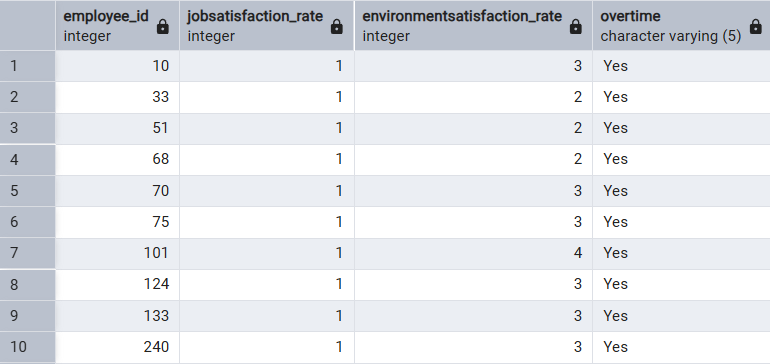 employee_id jobsatisfaction_rate environmentsatisfaction_rate overtime
integer integer integer character varying (5)
1 10 1 3 Yes
2 33 1 2 Yes
3 51 1 2 Yes
4 68 1 2 Yes
5 70 1 3 Yes
6 75 1 3 Yes
7 101 1 4 Yes
8 124 1 3 Yes
9 133 1 3 Yes
10 240 1 3 Yes